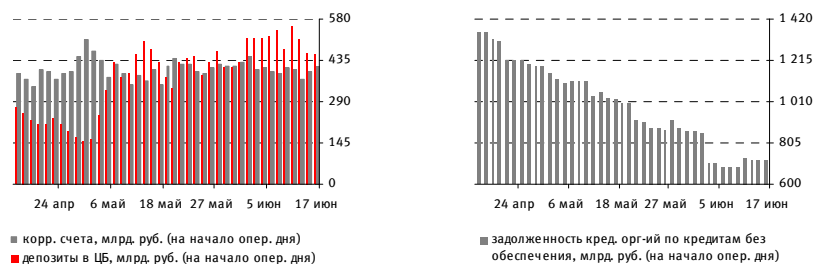 580
435
290
145
0
24 апр 6 май 18 май 27 май 5 июн 17 июн
корр. счета, млрд. руб. (на начало опер. дня)
депозиты в ЦБ, млрд. руб. (на начало опер. дня)
1 420
1 215
1 010
805
600
24 апр 6 май 18 май 27 май 5 июн 17 июн
задолженность кред. орг-ий по кредитам без
обеспечения, млрд. руб. (на начало опер. дня)